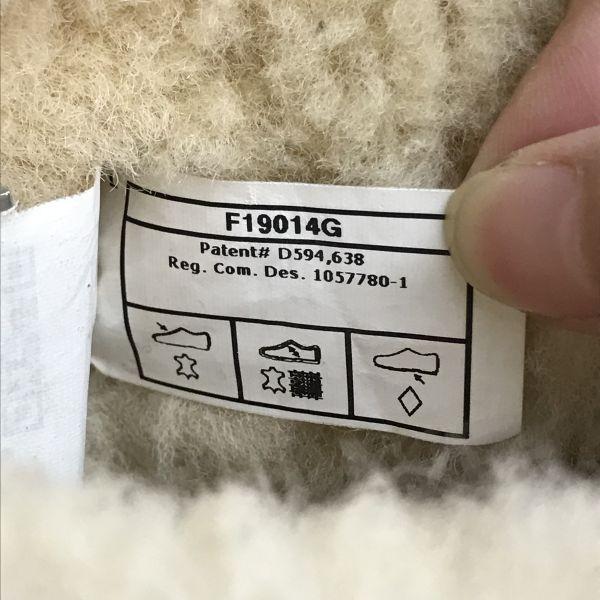 F19014G
Patent# D594,638
Reg. Com. Des. 1057780-1